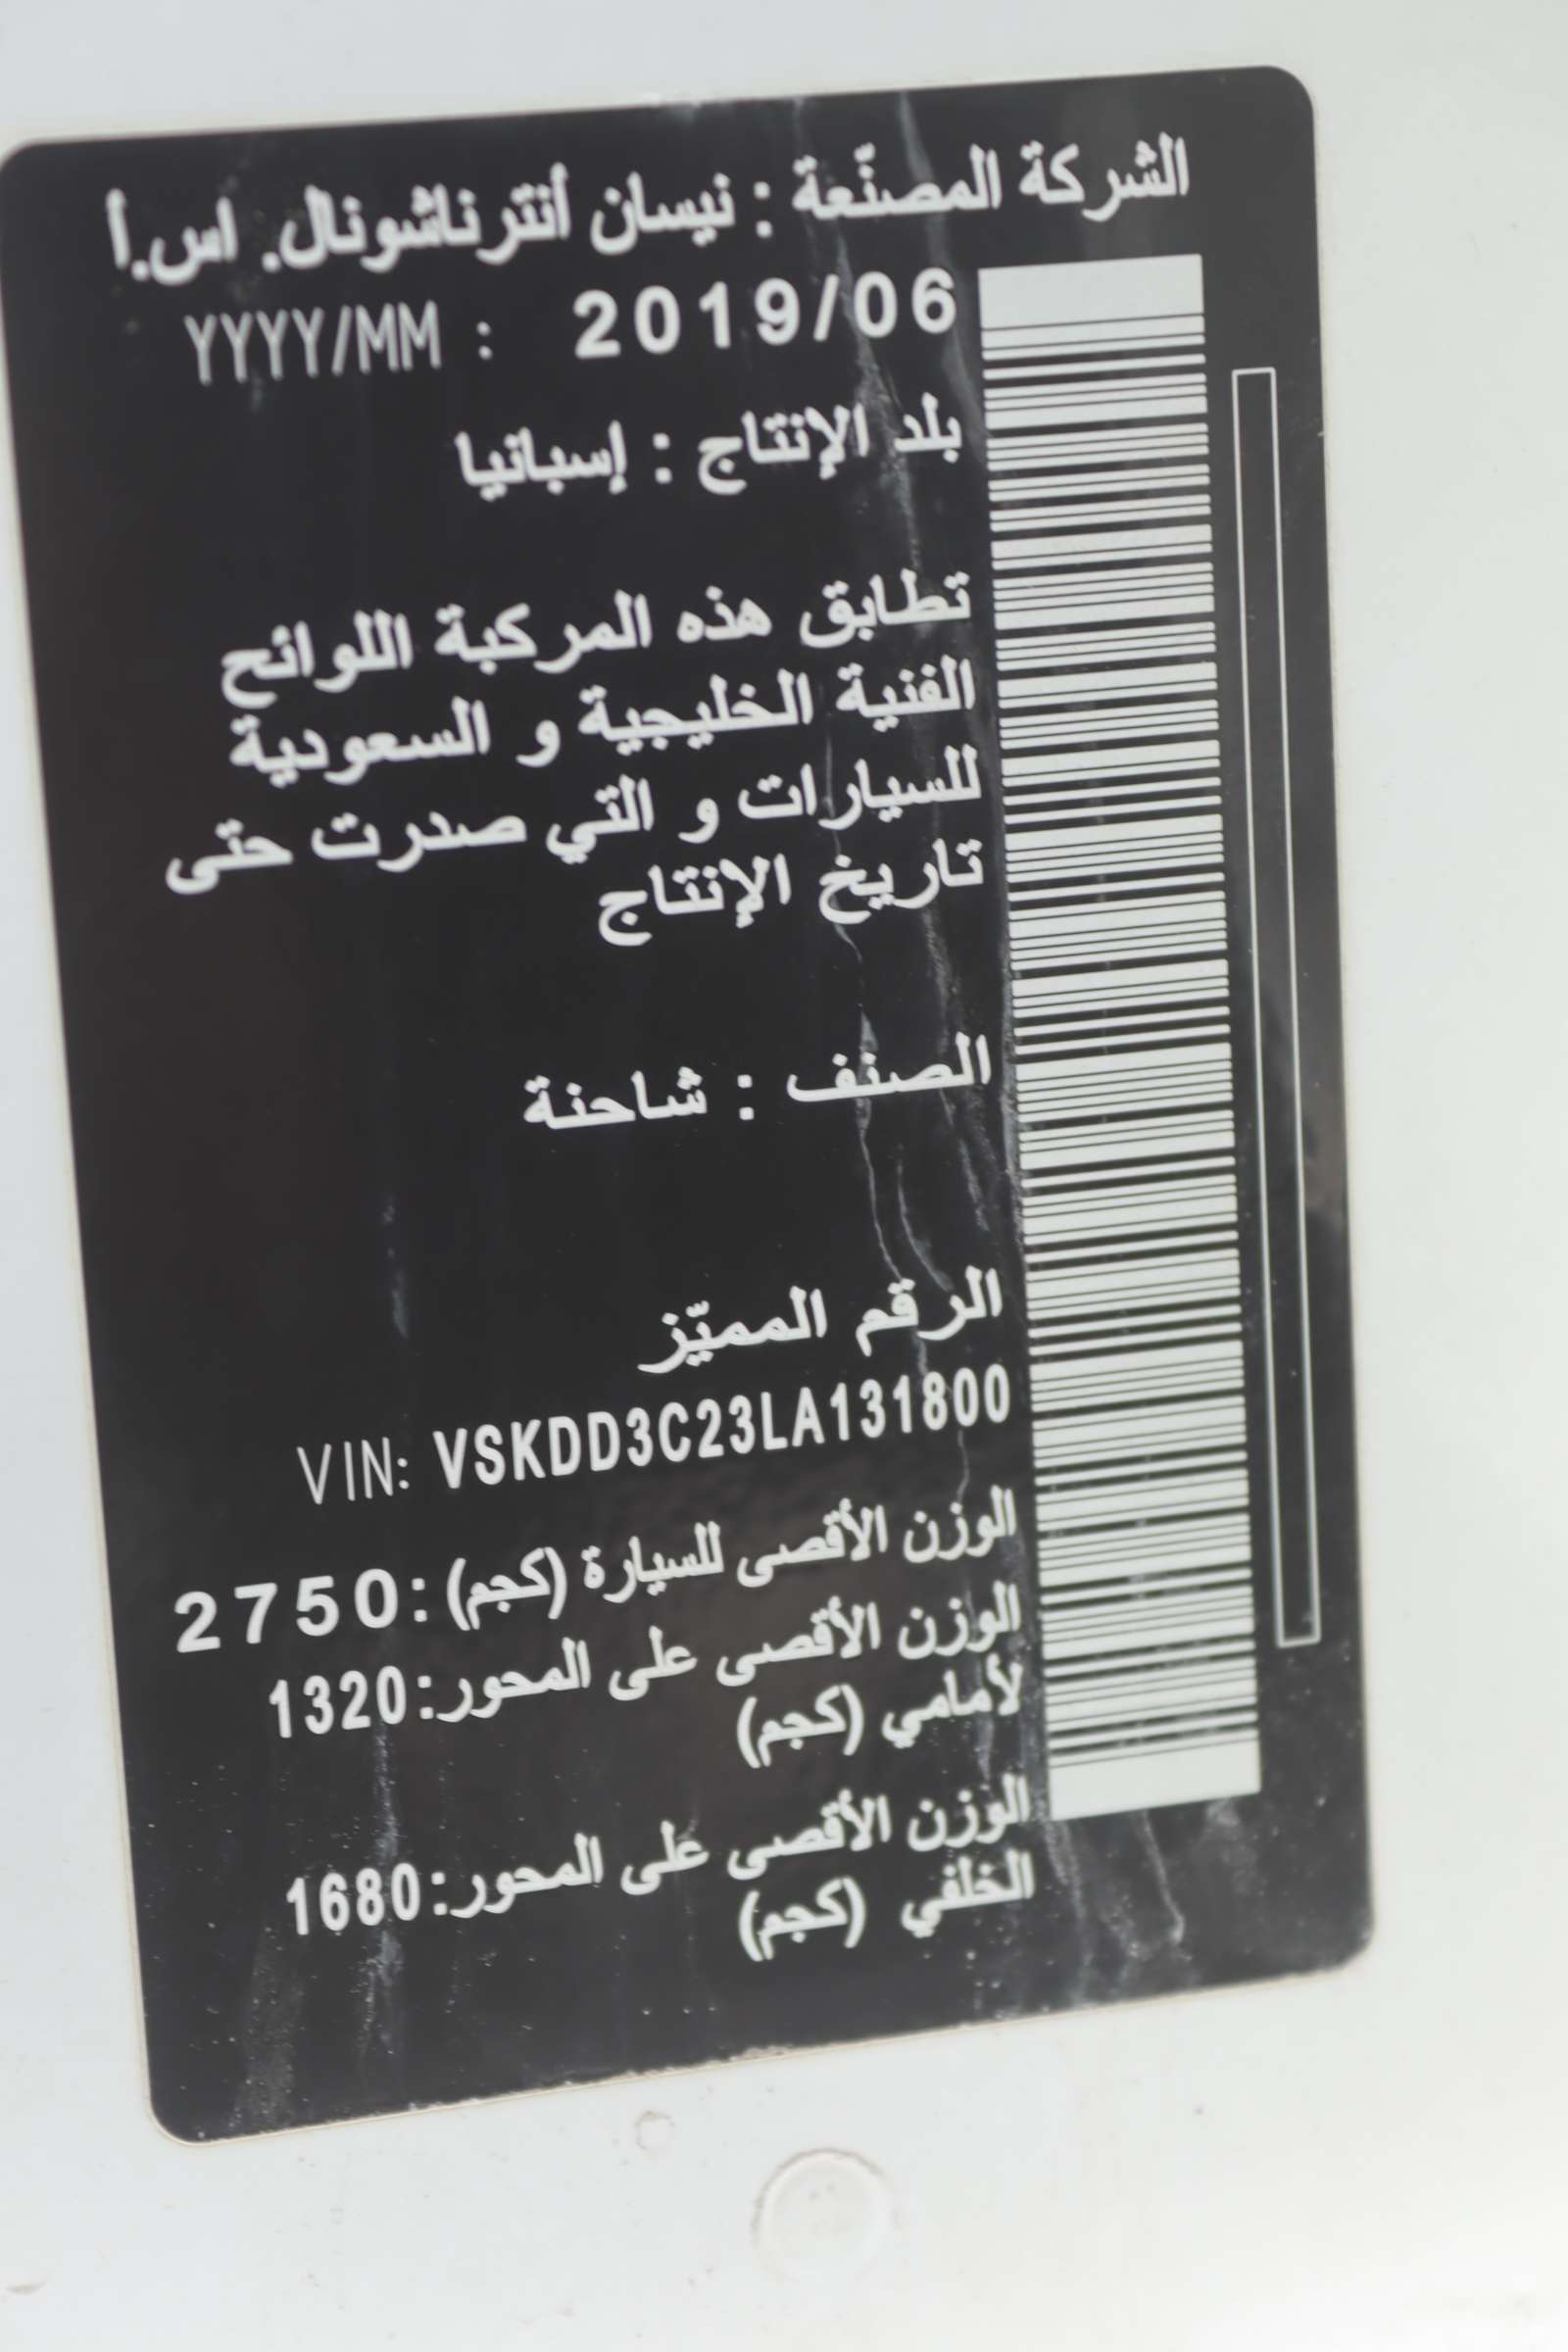 الشركة المصنّعة : نيسان أنترناشونال. اس.أ
YYYY/MM : 2019/06
بلد الإنتاج : إسبانيا
تطابق هذه المركبة اللوائح
الفنية الخليجية و السعودية
للسيارات و التي صدرت حتى
تاريخ الإنتاج
الصنف : شاحنة
الرقم المميّز
VIN: VSKDD3C23LA131800
الوزن الأقصى للسيارة (كجم):2750
الوزن الأقصى على المحور:1320
لأمامي (كجم)
الوزن الأقصى على المحور:1680
الخلفي (كجم)